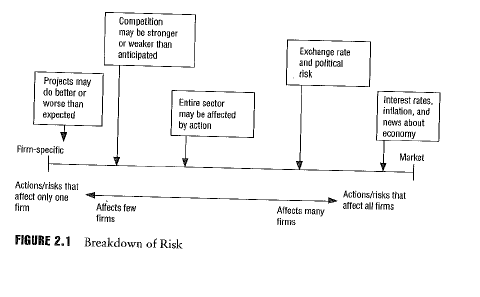 Competition
may be stronger
or weaker than
anticipated
Exchange rate
and political
risk
Projects may
do better or
worse than
expected
Entire sector
may be affected
by action
Interest rates,
inflation, and
news about
economy
Firm-specific
Market
Actions/risks that
affect only one
firm
Affects few
firms
Affects many
firms
Actions/risks that
affect all firms
FIGURE 2.1 Breakdown of Risk